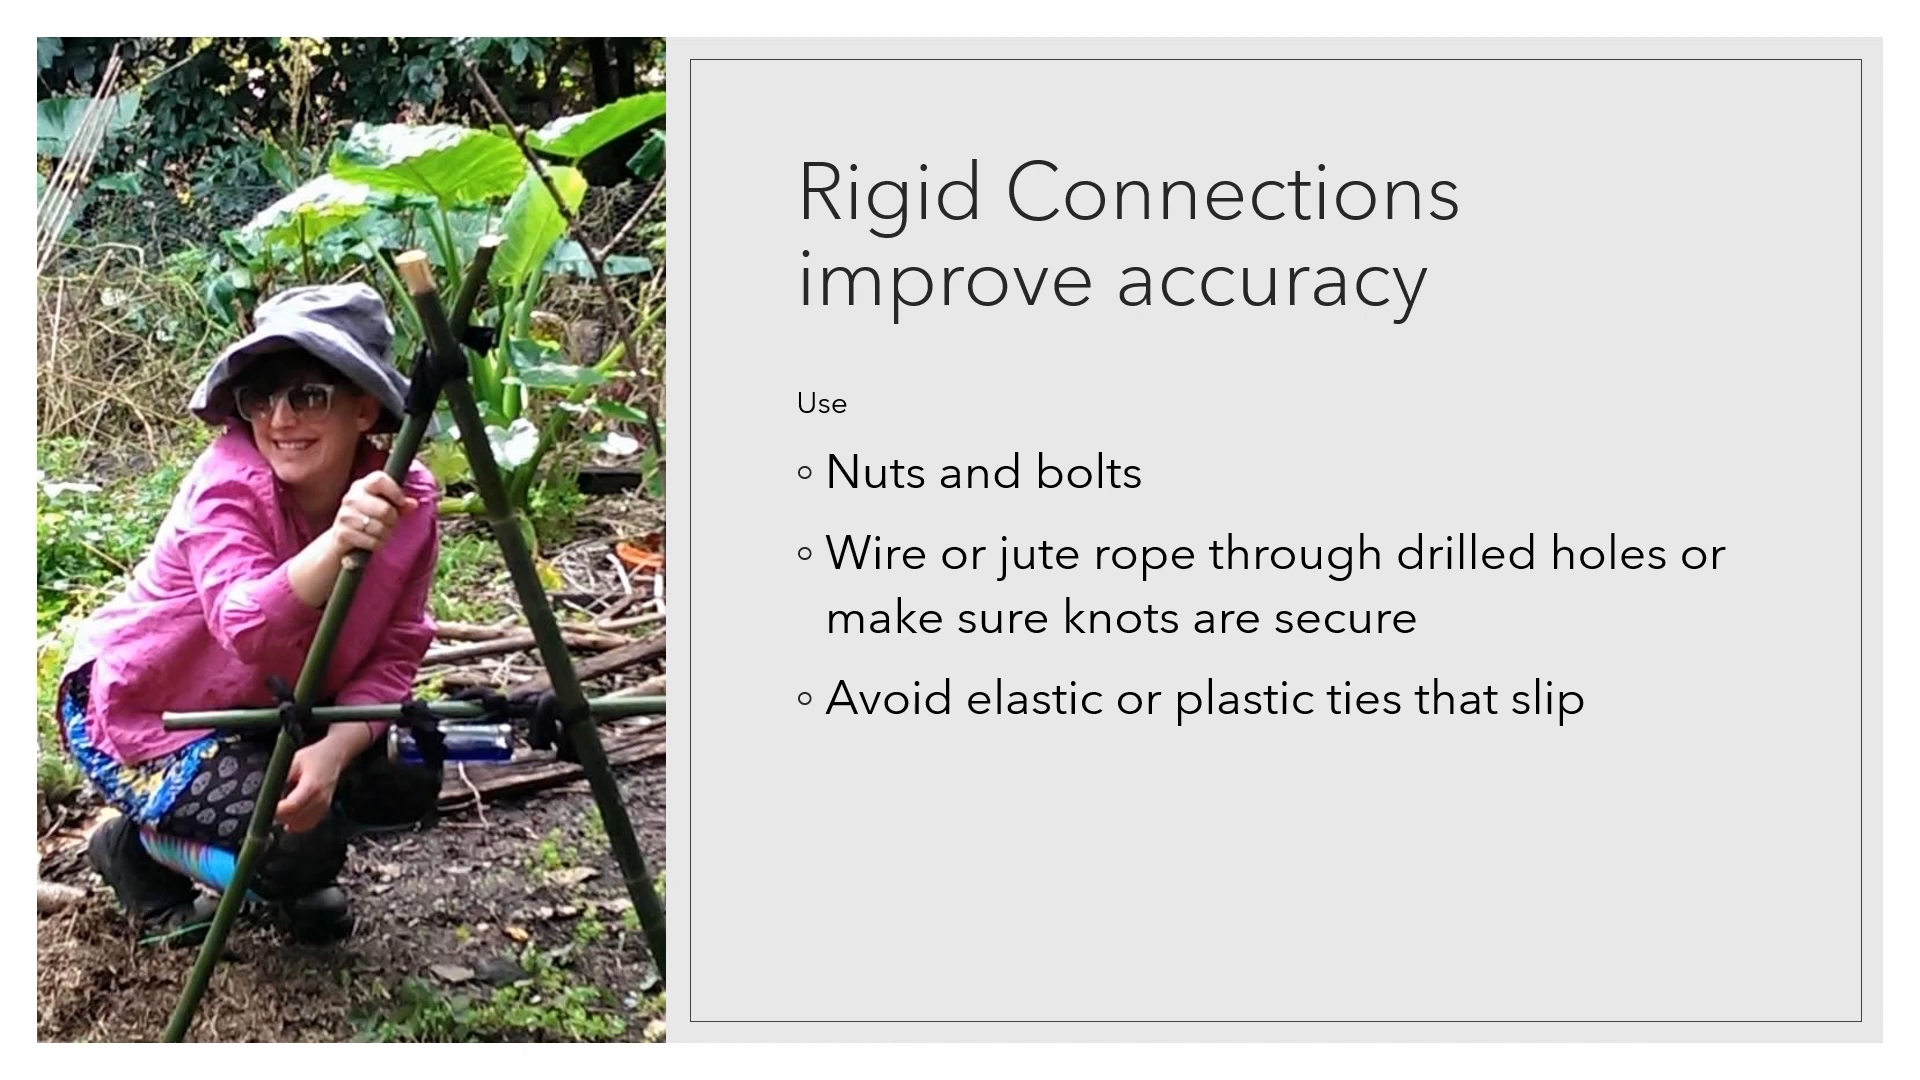 Rigid Connections
improve accuracy
Use
◦ Nuts and bolts
◦ Wire or jute rope through drilled holes or
make sure knots are secure
◦ Avoid elastic or plastic ties that slip